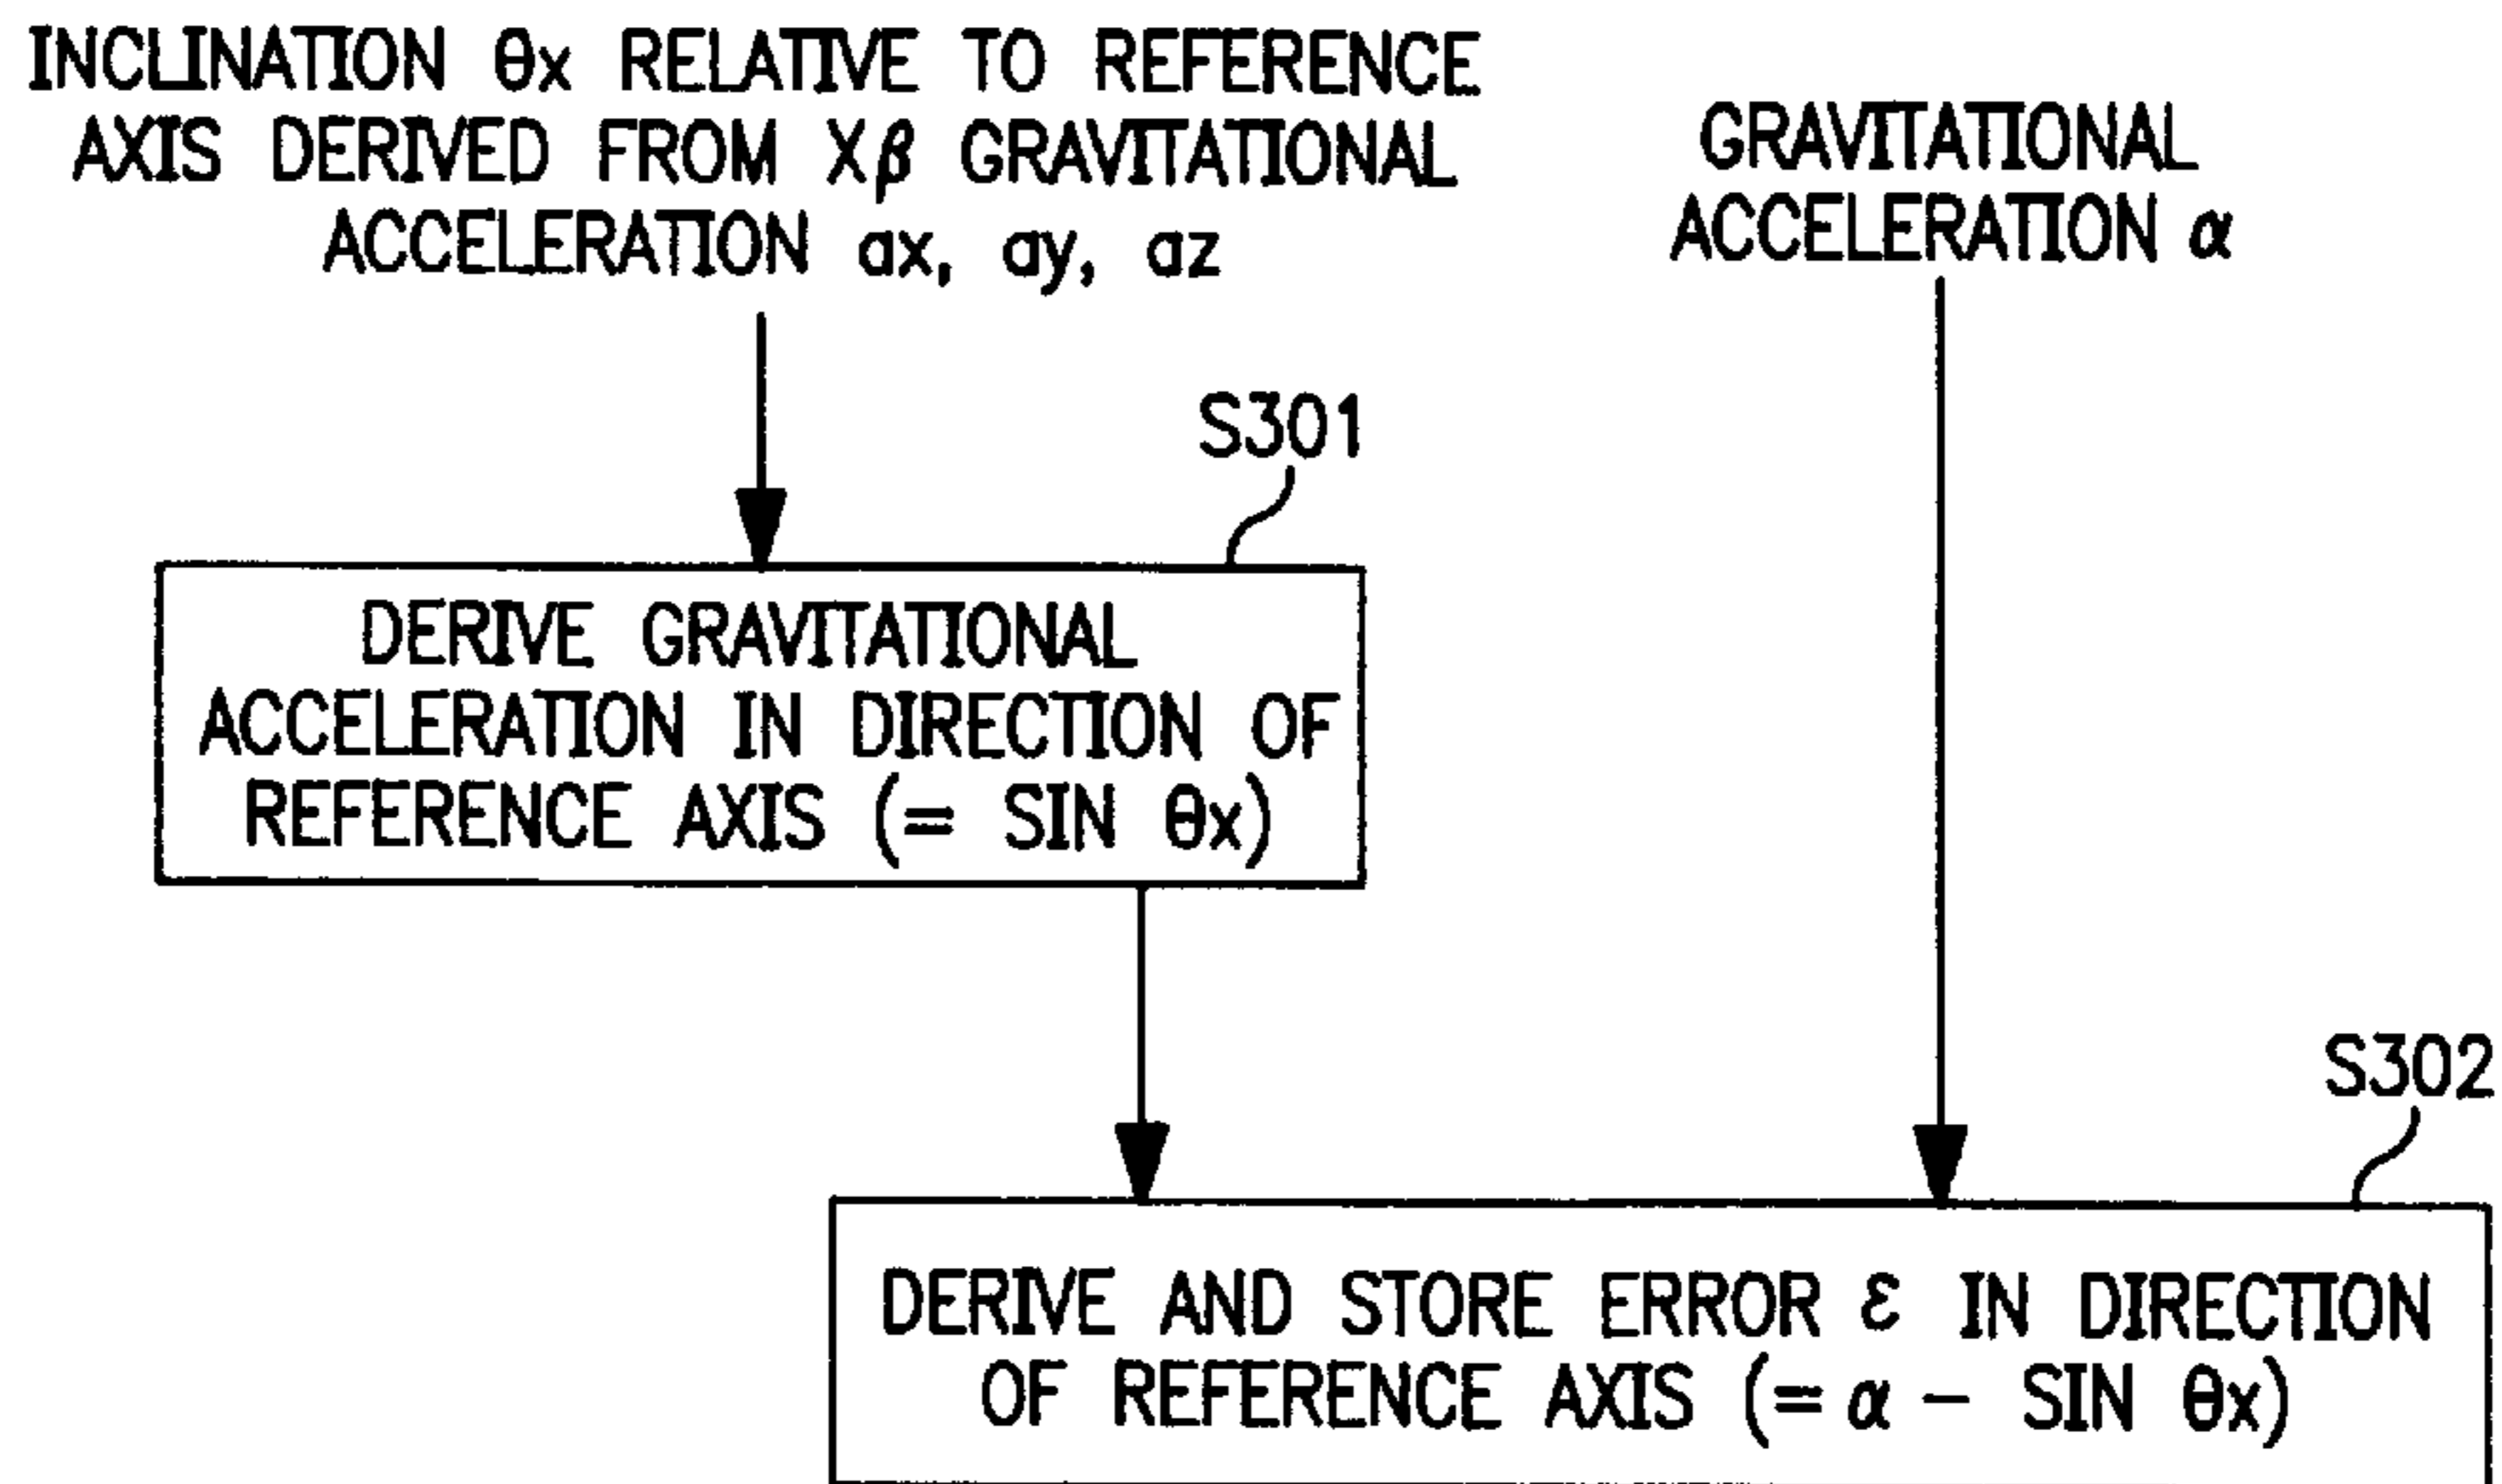 INCLINATION θx RELATIVE TO REFERENCE
AXIS DERIVED FROM Xβ GRAVITATIONAL
ACCELERATION ax, ay, az
GRAVITATIONAL
ACCELERATION α
S301
DERIVE GRAVITATIONAL
ACCELERATION IN DIRECTION OF
REFERENCE AXIS (= SIN θx)
S302
DERIVE AND STORE ERROR ε IN DIRECTION
OF REFERENCE AXIS (= α − SIN θx)